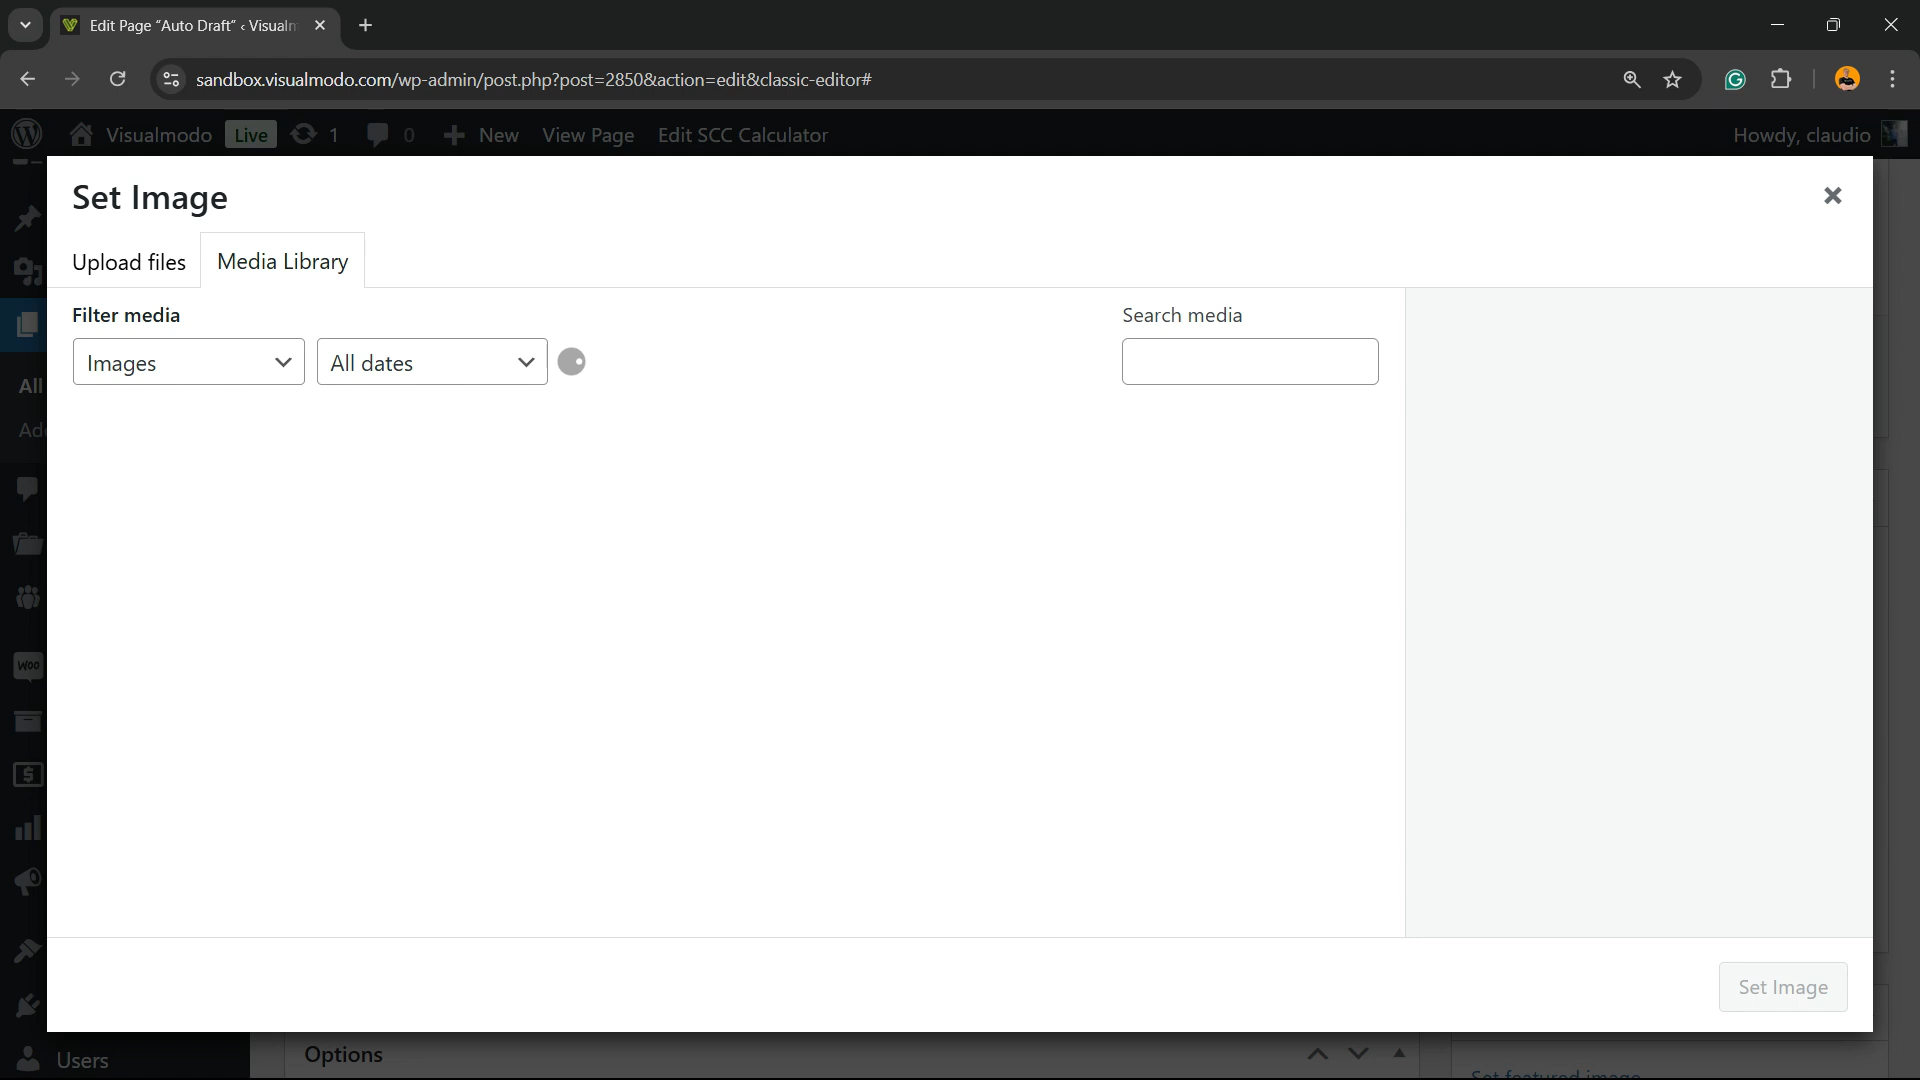 Edit Page “Auto Draft” ‹ Visualm
sandbox.visualmodo.com/wp-admin/post.php?post=2850&action=edit&classic-editor#
Visualmodo Live 1 0 New View Page Edit SCC Calculator Howdy, claudio
Set Image
Upload files Media Library
Filter media Search media
Images All dates
All
Add
Woo
Set Image
Options
Users
Set featured image